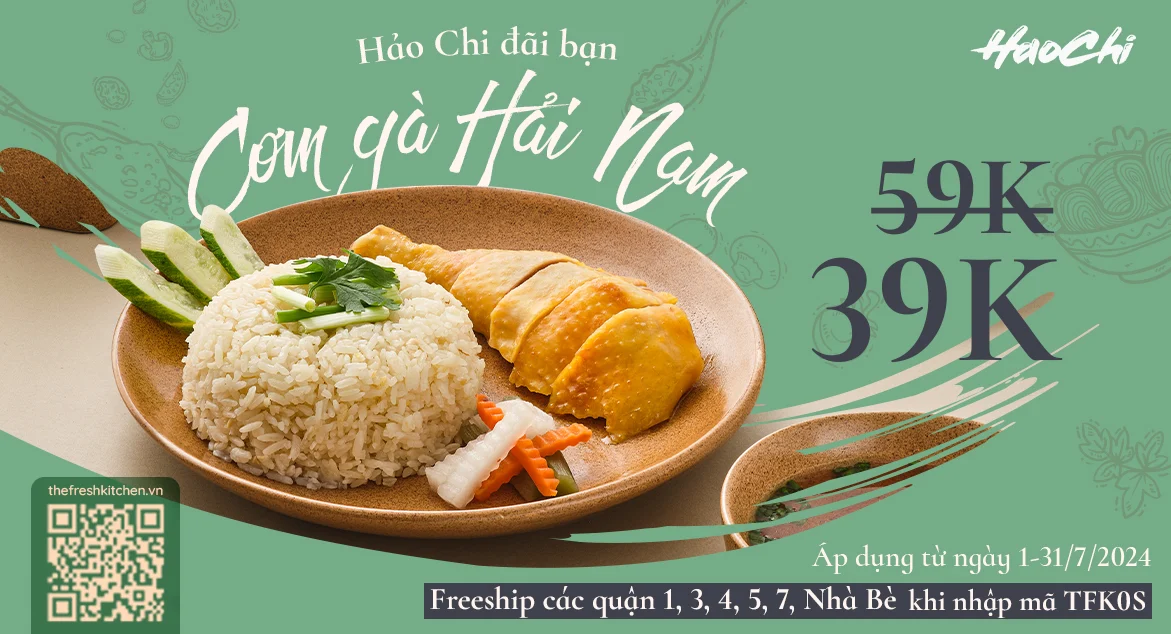 Hảo Chi đãi bạn
HaoChi
Cơm gà Hải Nam
59K
39K
thefreshkitchen.vn
Áp dụng từ ngày 1-31/7/2024
Freeship các quận 1, 3, 4, 5, 7, Nhà Bè khi nhập mã TFK0S